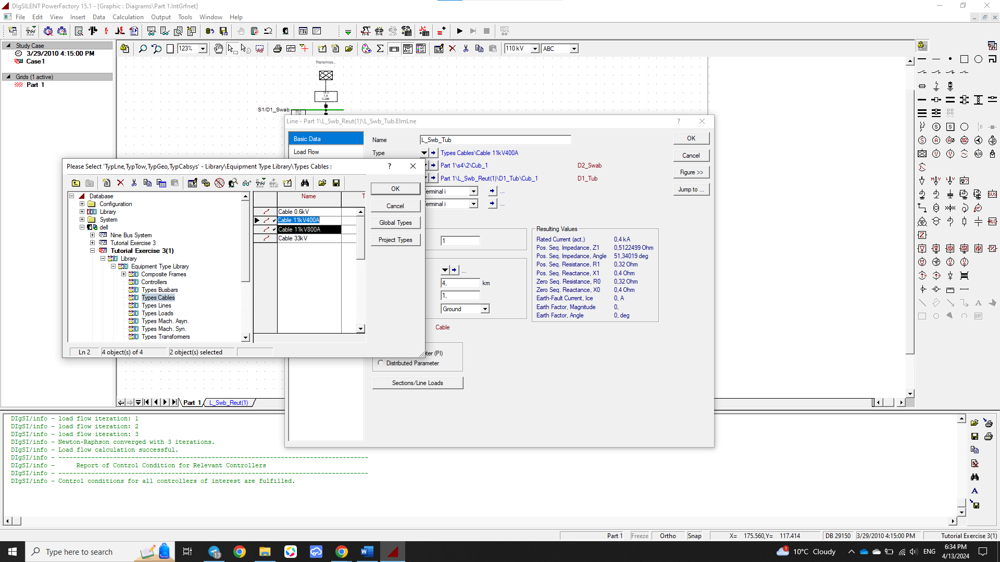 DIgSILENT PowerFactory 15.1 - [Graphic : Diagrams\Part 1.IntGrfnet]
File Edit View Insert Data Calculation Output Tools Window Help
Study Case
3/29/2010 4:15:00 PM
Case1
Grids (1 active)
Part 1
123%
110 kV
ABC
Transmiss...
14,5
7,4
0,286
S1/D1_Swab
33,0
Line - Part 1\L_Swb_Reut(1)\L_Swb_Tub.ElmLne
Basic Data
Load Flow
Name
L_Swb_Tub
Type
Types Cables\Cable 11kV400A
Part 1\s4\2\Cub_1
D2_Swab
Part 1\L_Swb_Reut(1)\D1_Tub\Cub_1
D1_Tub
Terminal i
...
Terminal i
...
OK
Cancel
Figure >>
Jump to ...
1
...
4,
km
1,
Ground
Cable
Resulting Values
Rated Current (act.) 0,4 kA
Pos. Seq. Impedance, Z1 0,5122499 Ohm
Pos. Seq. Impedance, Angle 51,34019 deg
Pos. Seq. Resistance, R1 0,32 Ohm
Pos. Seq. Reactance, X1 0,4 Ohm
Zero Seq. Resistance, R0 0,32 Ohm
Zero Seq. Reactance, X0 0,4 Ohm
Earth-Fault Current, Ice 0, A
Earth Factor, Magnitude 0,
Earth Factor, Angle 0, deg
eter (PI)
Distributed Parameter
Sections/Line Loads
Please Select 'TypLne,TypTow,TypGeo,TypCabsys' - Library\Equipment Type Library\Types Cables :
Database
Configuration
Library
System
dell
Nine Bus System
Tutorial Exercise 3
Tutorial Exercise 3(1)
Library
Equipment Type Library
Composite Frames
Controllers
Types Busbars
Types Cables
Types Lines
Types Loads
Types Mach. Asyn.
Types Mach. Syn.
Types Transformers
Name
T
Cable 0.6kV
Cable 11kV400A
Cable 11kV800A
Cable 33kV
OK
Cancel
Global Types
Project Types
Ln 2
4 object(s) of 4
2 object(s) selected
Part 1
L_Swb_Reut(1)
DIgSI/info - load flow iteration: 1
DIgSI/info - load flow iteration: 2
DIgSI/info - load flow iteration: 3
DIgSI/info - Newton-Raphson converged with 3 iterations.
DIgSI/info - Load flow calculation successful.
DIgSI/info - --------------------------------------------------------------------------------
DIgSI/info - Report of Control Condition for Relevant Controllers
DIgSI/info - --------------------------------------------------------------------------------
DIgSI/info - Control conditions for all controllers of interest are fulfilled.
Part 1
Freeze
Ortho
Snap
X= 175.560,Y= 117.414
DB 29150
3/29/2010 4:15:00 PM
Tutorial Exercise 3(1)
Type here to search
13
1
10°C Cloudy
ENG
6:34 PM
4/13/2024